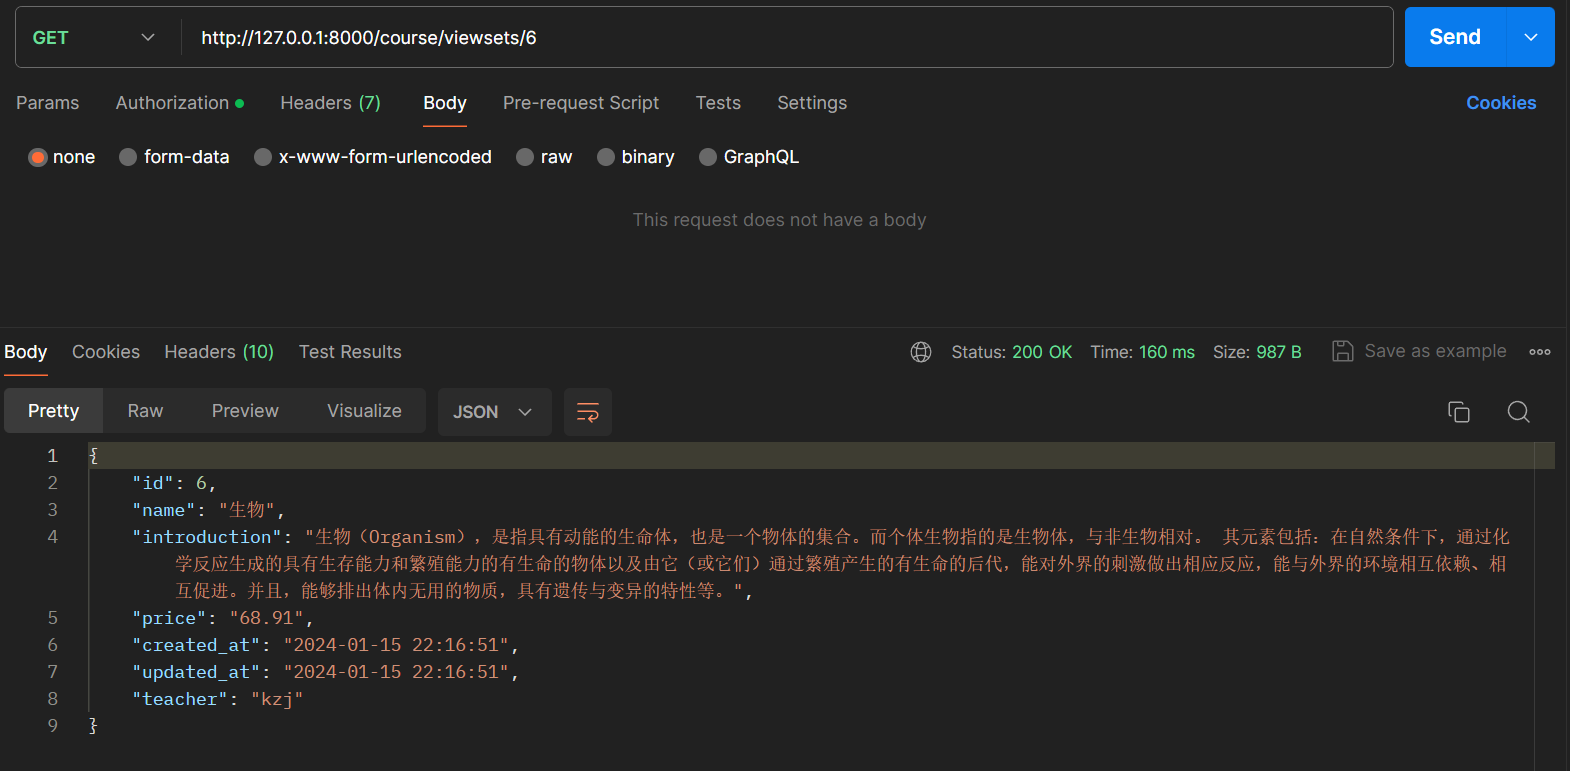 GET http://127.0.0.1:8000/course/viewsets/6 Send
Params Authorization Headers (7) Body Pre-request Script Tests Settings Cookies
none form-data x-www-form-urlencoded raw binary GraphQL
This request does not have a body
Body Cookies Headers (10) Test Results Status: 200 OK Time: 160 ms Size: 987 B Save as example
Pretty Raw Preview Visualize JSON
1 {
2 "id": 6,
3 "name": "生物",
4 "introduction": "生物（Organism），是指具有动能的生命体，也是一个物体的集合。而个体生物指的是生物体，与非生物相对。 其元素包括：在自然条件下，通过化
学反应生成的具有生存能力和繁殖能力的有生命的物体以及由它（或它们）通过繁殖产生的有生命的后代，能对外界的刺激做出相应反应，能与外界的环境相互依赖、相
互促进。并且，能够排出体内无用的物质，具有遗传与变异的特性等。",
5 "price": "68.91",
6 "created_at": "2024-01-15 22:16:51",
7 "updated_at": "2024-01-15 22:16:51",
8 "teacher": "kzj"
9 }